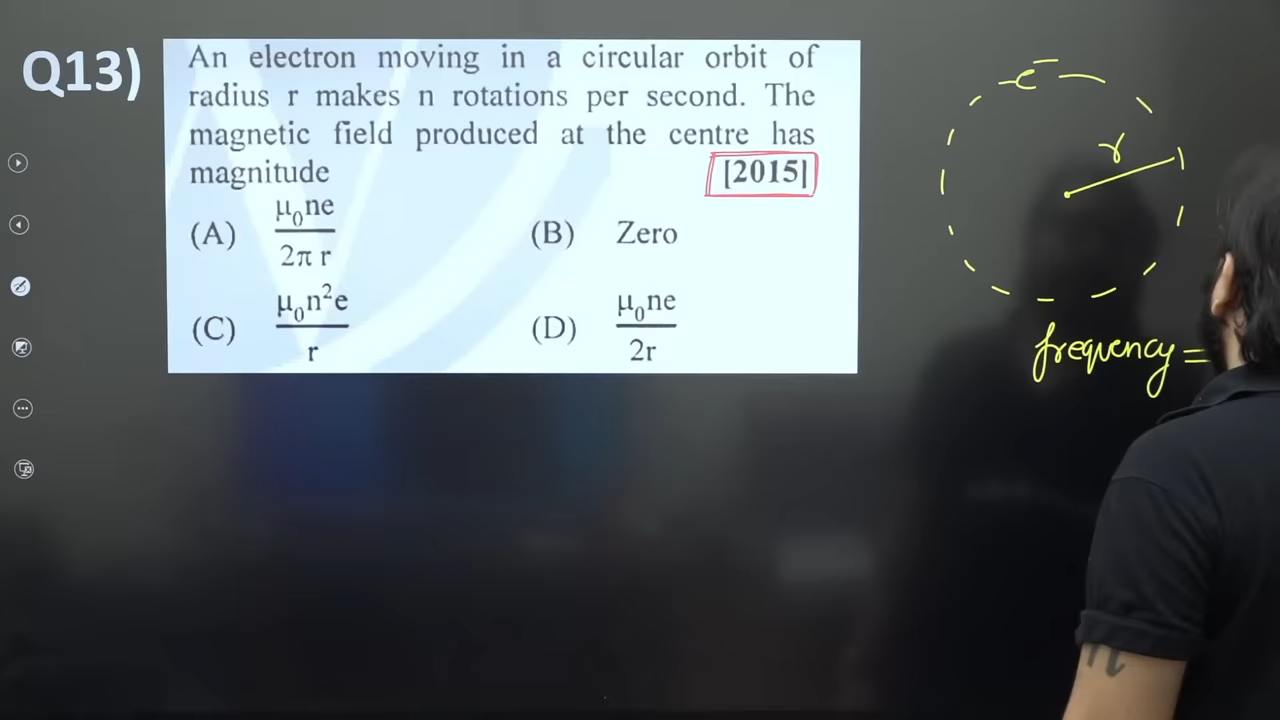 Q13)
An electron moving in a circular orbit of
radius r makes n rotations per second. The
magnetic field produced at the centre has
magnitude [2015]
(A) μ₀ne / 2π r (B) Zero
(C) μ₀n²e / r (D) μ₀ne / 2r
e⁻
r
frequency =
n